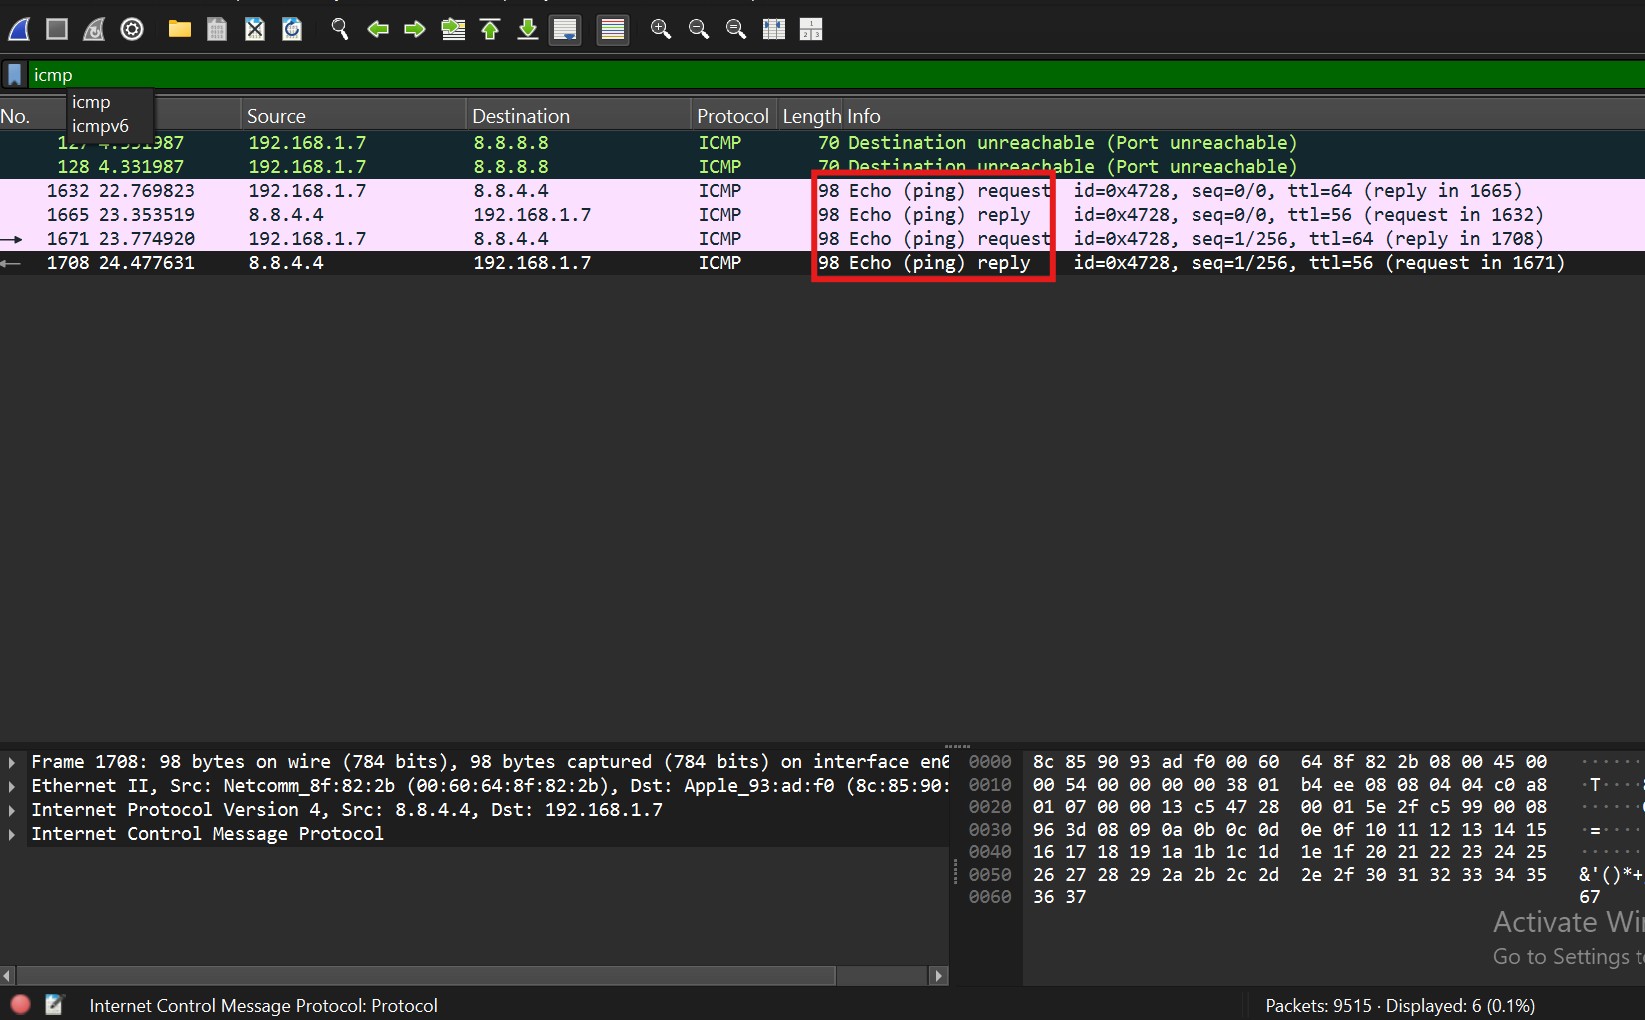 icmp
icmp
icmpv6
No. Source Destination Protocol Length Info
127 4.331987 192.168.1.7 8.8.8.8 ICMP 70 Destination unreachable (Port unreachable)
128 4.331987 192.168.1.7 8.8.8.8 ICMP 70 Destination unreachable (Port unreachable)
1632 22.769823 192.168.1.7 8.8.4.4 ICMP 98 Echo (ping) request id=0x4728, seq=0/0, ttl=64 (reply in 1665)
1665 23.353519 8.8.4.4 192.168.1.7 ICMP 98 Echo (ping) reply id=0x4728, seq=0/0, ttl=56 (request in 1632)
1671 23.774920 192.168.1.7 8.8.4.4 ICMP 98 Echo (ping) request id=0x4728, seq=1/256, ttl=64 (reply in 1708)
1708 24.477631 8.8.4.4 192.168.1.7 ICMP 98 Echo (ping) reply id=0x4728, seq=1/256, ttl=56 (request in 1671)
Frame 1708: 98 bytes on wire (784 bits), 98 bytes captured (784 bits) on interface en0
Ethernet II, Src: Netcomm_8f:82:2b (00:60:64:8f:82:2b), Dst: Apple_93:ad:f0 (8c:85:90:
Internet Protocol Version 4, Src: 8.8.4.4, Dst: 192.168.1.7
Internet Control Message Protocol
0000 8c 85 90 93 ad f0 00 60 64 8f 82 2b 08 00 45 00 ······
0010 00 54 00 00 00 00 38 01 b4 ee 08 08 04 04 c0 a8 ·T····
0020 01 07 00 00 13 c5 47 28 00 01 5e 2f c5 99 00 08 ······
0030 96 3d 08 09 0a 0b 0c 0d 0e 0f 10 11 12 13 14 15 ·=····
0040 16 17 18 19 1a 1b 1c 1d 1e 1f 20 21 22 23 24 25 ······
0050 26 27 28 29 2a 2b 2c 2d 2e 2f 30 31 32 33 34 35 &'()*+
0060 36 37 67
Activate Wi
Go to Settings t
Internet Control Message Protocol: Protocol
Packets: 9515 · Displayed: 6 (0.1%)